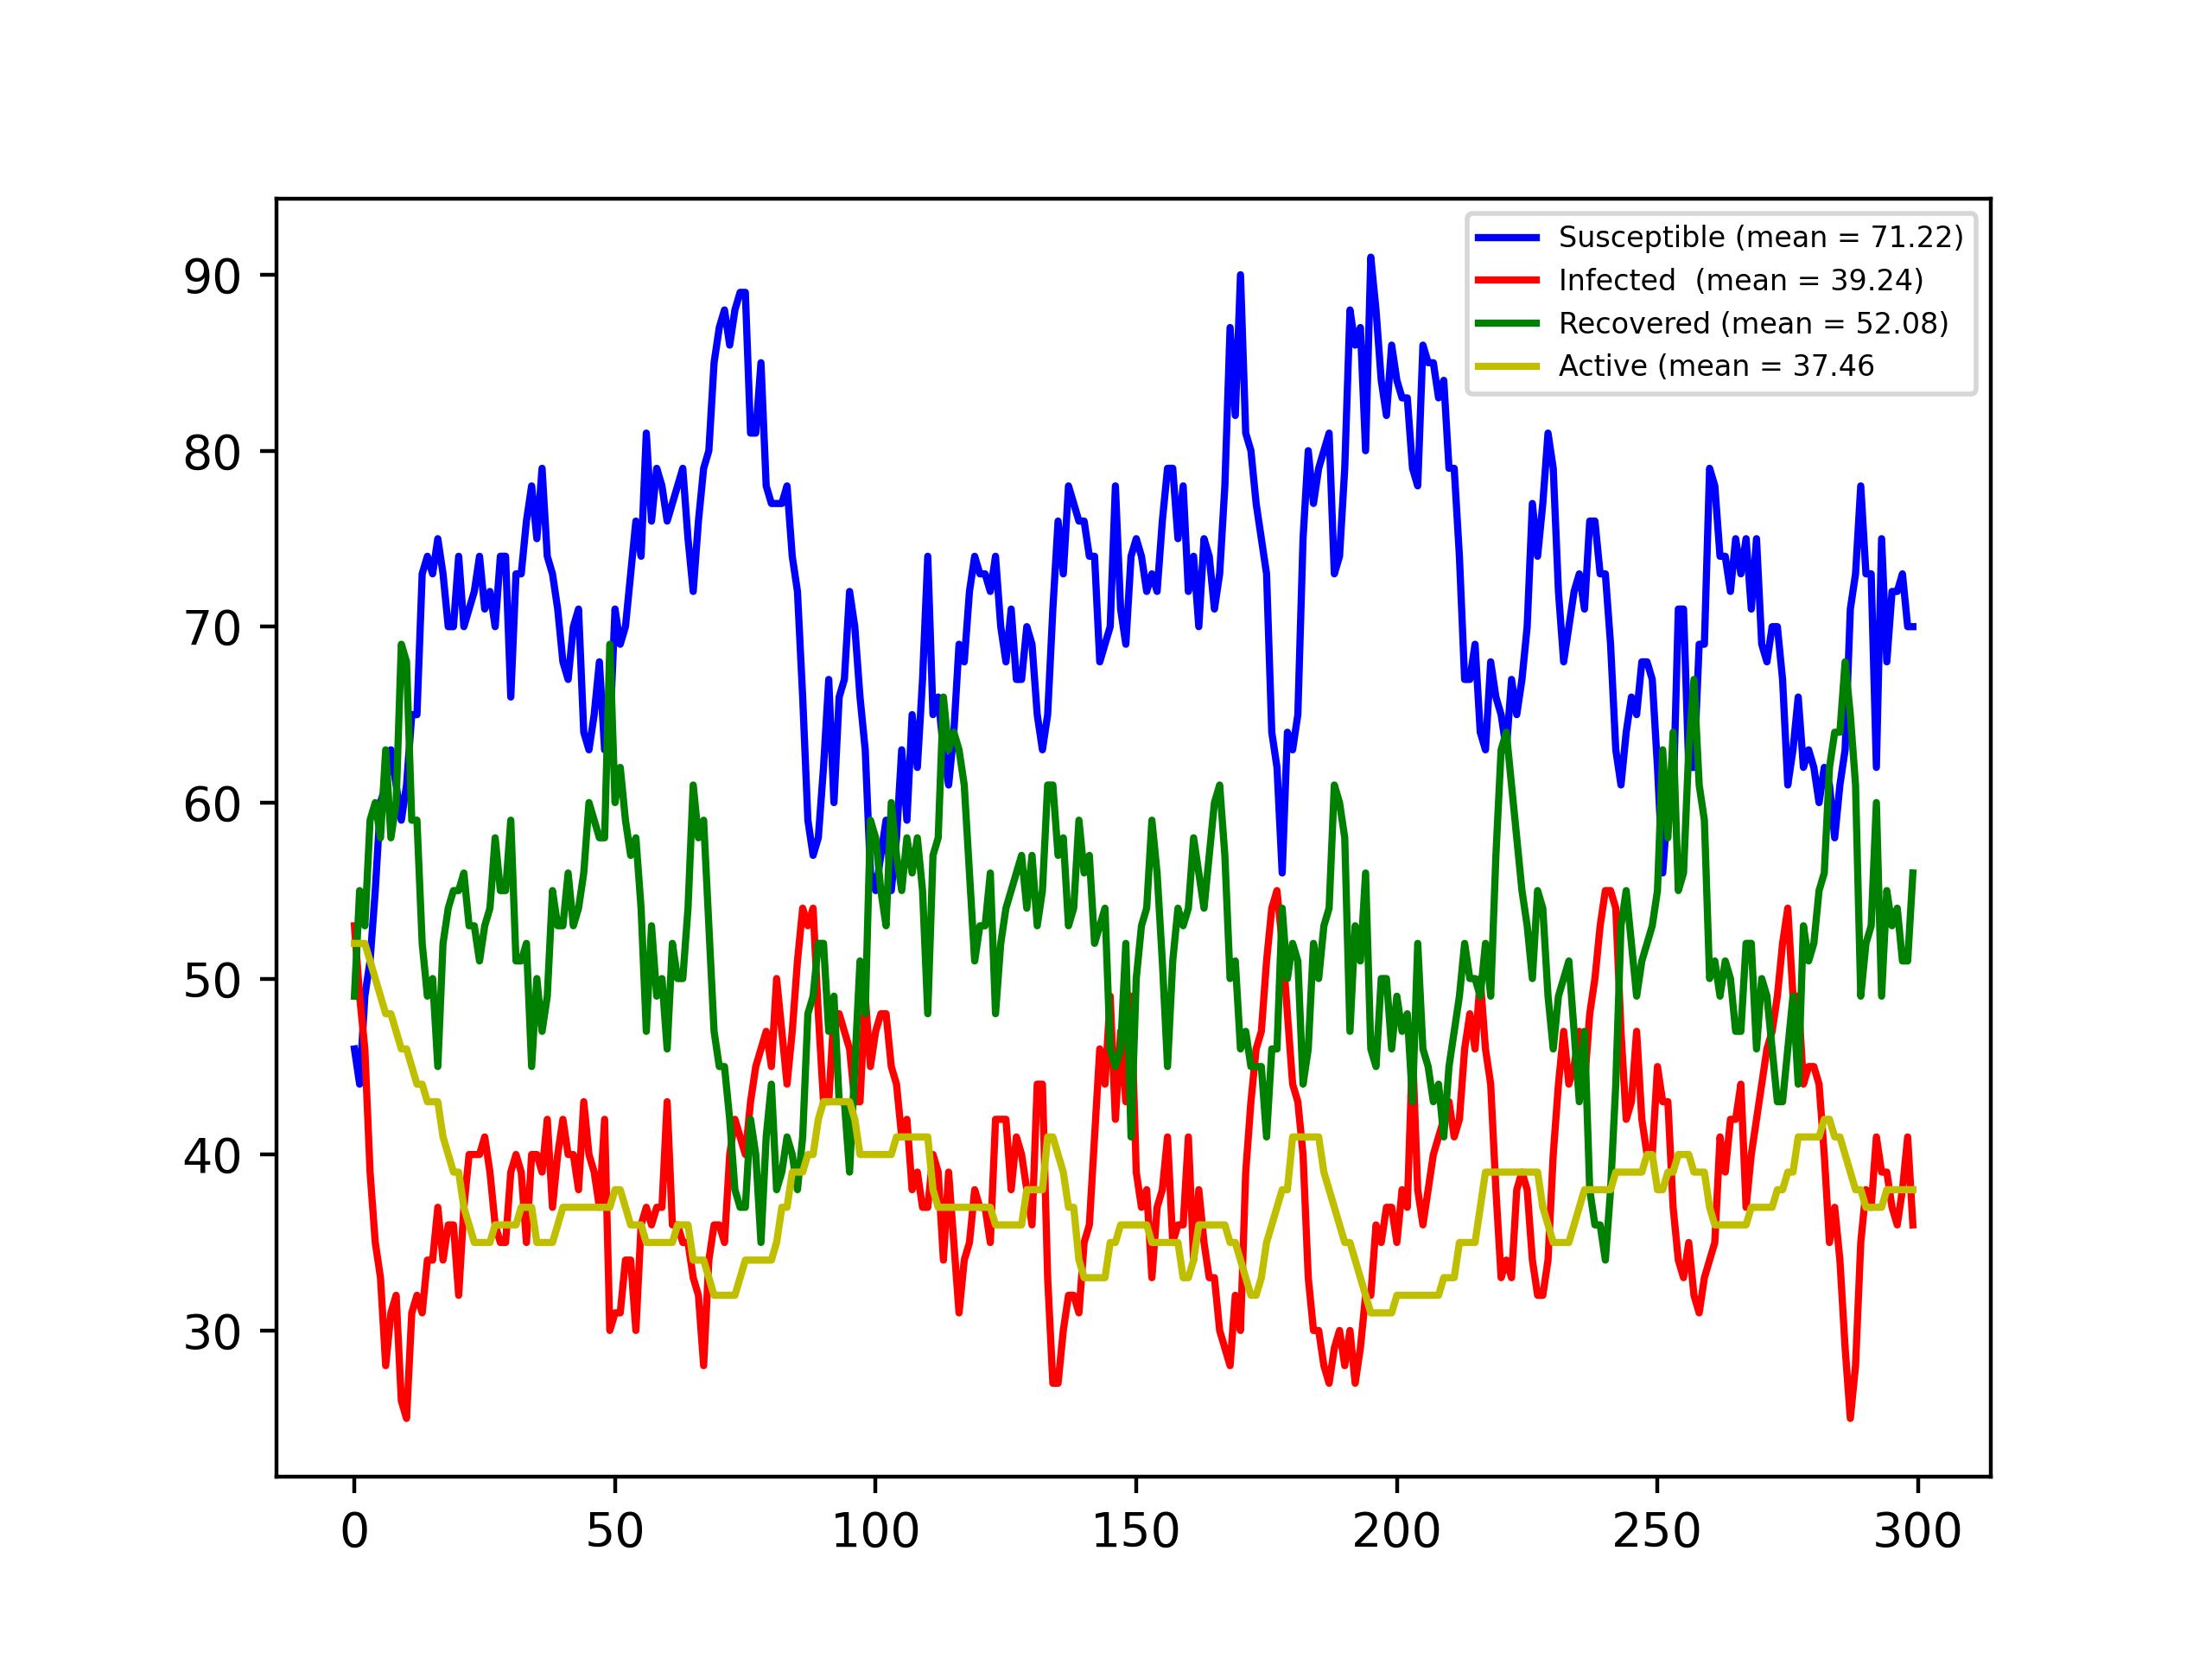 Susceptible (mean = 71.22)
Infected  (mean = 39.24)
Recovered (mean = 52.08)
Active (mean = 37.46
90
80
70
60
50
40
30
0 50 100 150 200 250 300